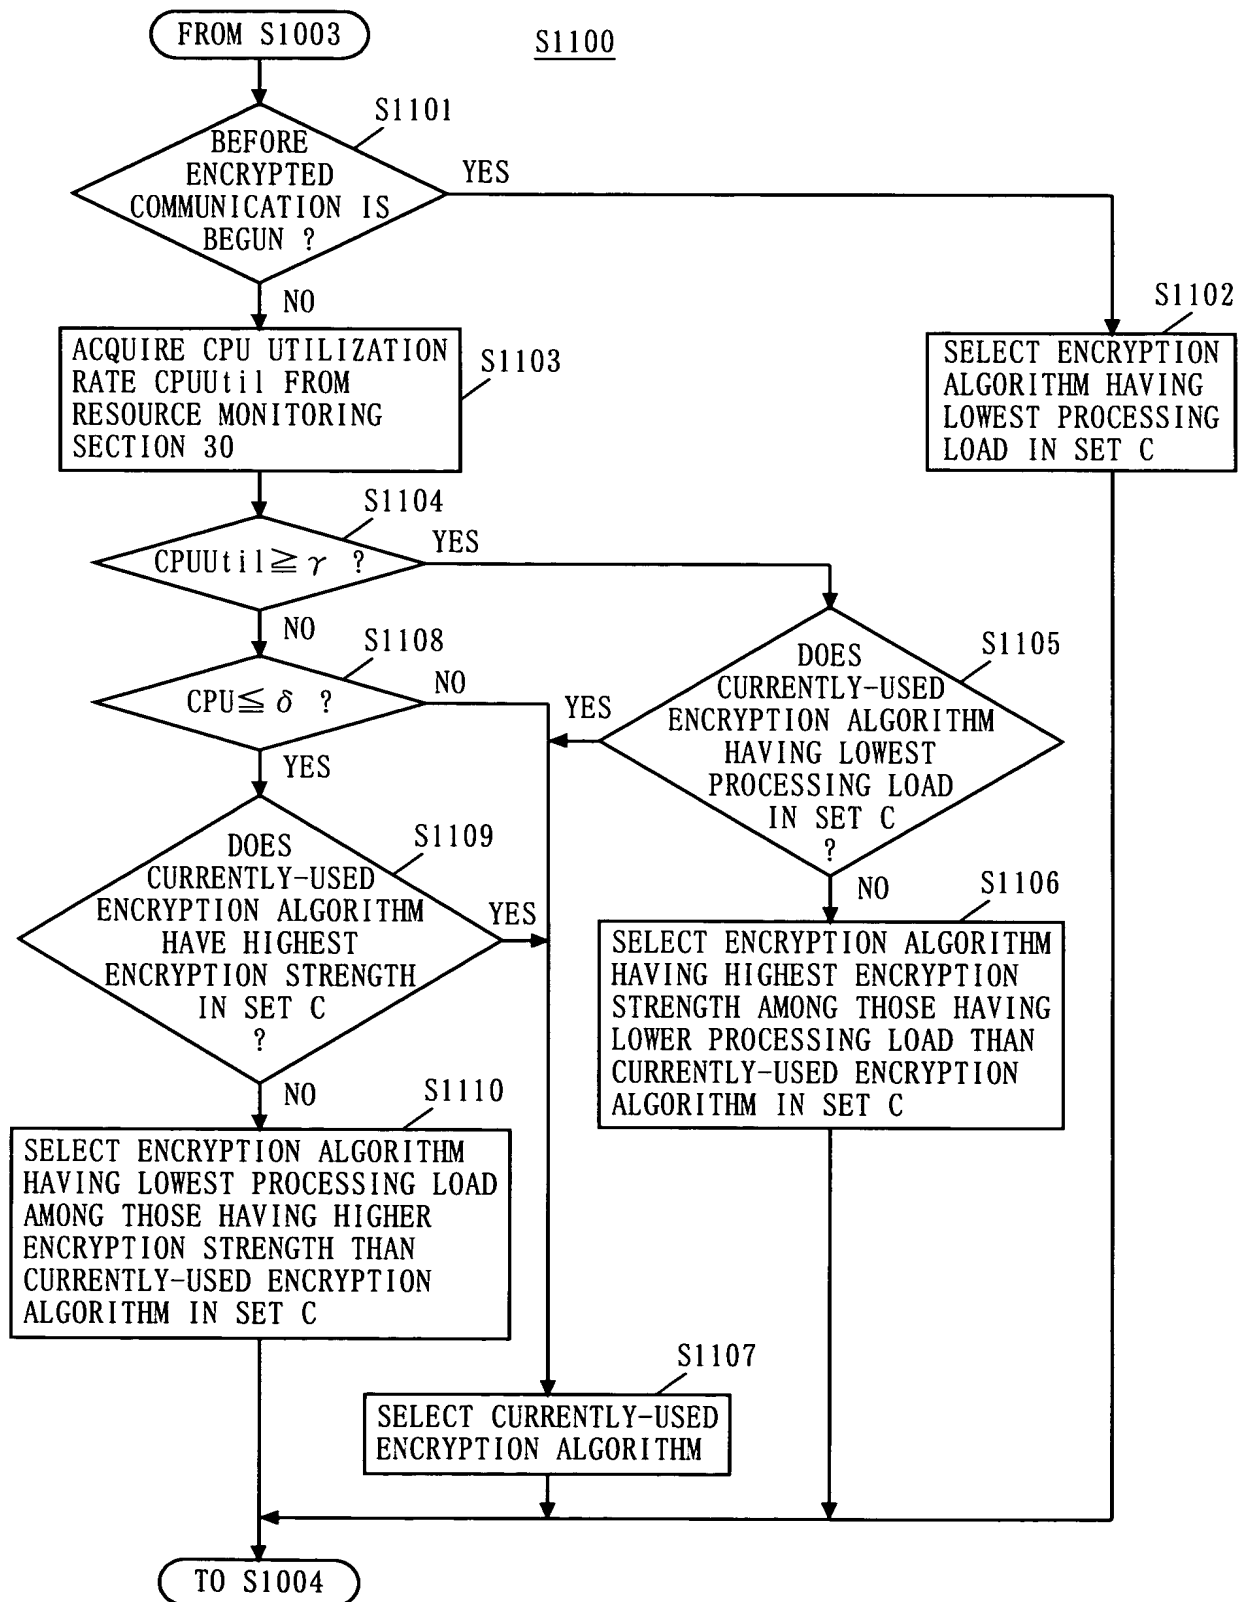 FROM S1003
S1100
S1101
BEFORE
ENCRYPTED
COMMUNICATION IS
BEGUN ?
YES
NO
S1102
SELECT ENCRYPTION
ALGORITHM HAVING
LOWEST PROCESSING
LOAD IN SET C
S1103
ACQUIRE CPU UTILIZATION
RATE CPUUtil FROM
RESOURCE MONITORING
SECTION 30
S1104
CPUUtil≧γ ?
YES
NO
S1108
CPU≦δ ?
NO
YES
S1105
DOES
CURRENTLY-USED
ENCRYPTION ALGORITHM
HAVING LOWEST
PROCESSING LOAD
IN SET C
?
YES
NO
S1109
DOES
CURRENTLY-USED
ENCRYPTION ALGORITHM
HAVE HIGHEST
ENCRYPTION STRENGTH
IN SET C
?
YES
NO
S1106
SELECT ENCRYPTION ALGORITHM
HAVING HIGHEST ENCRYPTION
STRENGTH AMONG THOSE HAVING
LOWER PROCESSING LOAD THAN
CURRENTLY-USED ENCRYPTION
ALGORITHM IN SET C
S1110
SELECT ENCRYPTION ALGORITHM
HAVING LOWEST PROCESSING LOAD
AMONG THOSE HAVING HIGHER
ENCRYPTION STRENGTH THAN
CURRENTLY-USED ENCRYPTION
ALGORITHM IN SET C
S1107
SELECT CURRENTLY-USED
ENCRYPTION ALGORITHM
TO S1004